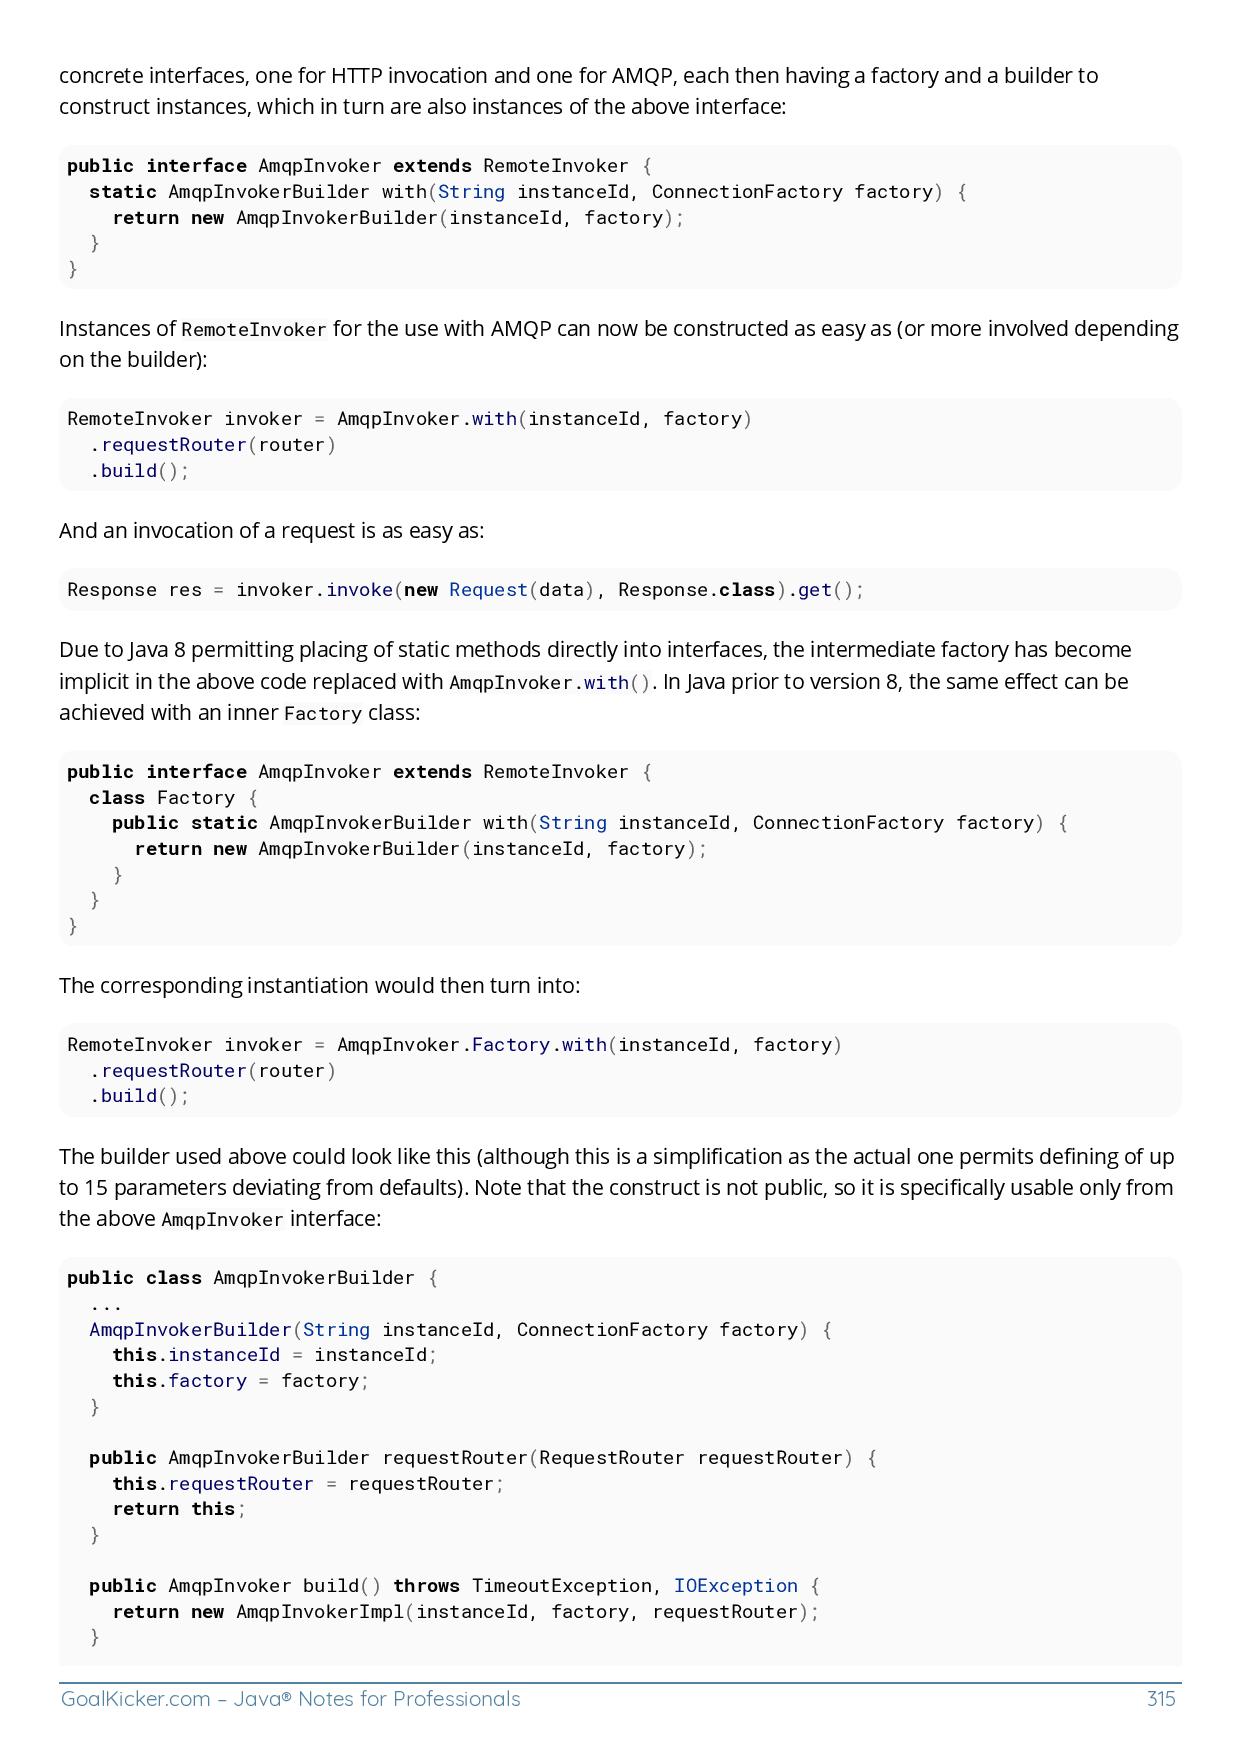 concrete interfaces, one for HTTP invocation and one for AMQP, each then having a factory and a builder to
construct instances, which in turn are also instances of the above interface:
public interface AmqpInvoker extends RemoteInvoker {
  static AmqpInvokerBuilder with(String instanceId, ConnectionFactory factory) {
    return new AmqpInvokerBuilder(instanceId, factory);
  }
}
Instances of RemoteInvoker for the use with AMQP can now be constructed as easy as (or more involved depending
on the builder):
RemoteInvoker invoker = AmqpInvoker.with(instanceId, factory)
  .requestRouter(router)
  .build();
And an invocation of a request is as easy as:
Response res = invoker.invoke(new Request(data), Response.class).get();
Due to Java 8 permitting placing of static methods directly into interfaces, the intermediate factory has become
implicit in the above code replaced with AmqpInvoker.with(). In Java prior to version 8, the same effect can be
achieved with an inner Factory class:
public interface AmqpInvoker extends RemoteInvoker {
  class Factory {
    public static AmqpInvokerBuilder with(String instanceId, ConnectionFactory factory) {
      return new AmqpInvokerBuilder(instanceId, factory);
    }
  }
}
The corresponding instantiation would then turn into:
RemoteInvoker invoker = AmqpInvoker.Factory.with(instanceId, factory)
  .requestRouter(router)
  .build();
The builder used above could look like this (although this is a simplification as the actual one permits defining of up
to 15 parameters deviating from defaults). Note that the construct is not public, so it is specifically usable only from
the above AmqpInvoker interface:
public class AmqpInvokerBuilder {
  ...
  AmqpInvokerBuilder(String instanceId, ConnectionFactory factory) {
    this.instanceId = instanceId;
    this.factory = factory;
  }
  public AmqpInvokerBuilder requestRouter(RequestRouter requestRouter) {
    this.requestRouter = requestRouter;
    return this;
  }
  public AmqpInvoker build() throws TimeoutException, IOException {
    return new AmqpInvokerImpl(instanceId, factory, requestRouter);
  }
GoalKicker.com – Java® Notes for Professionals 315